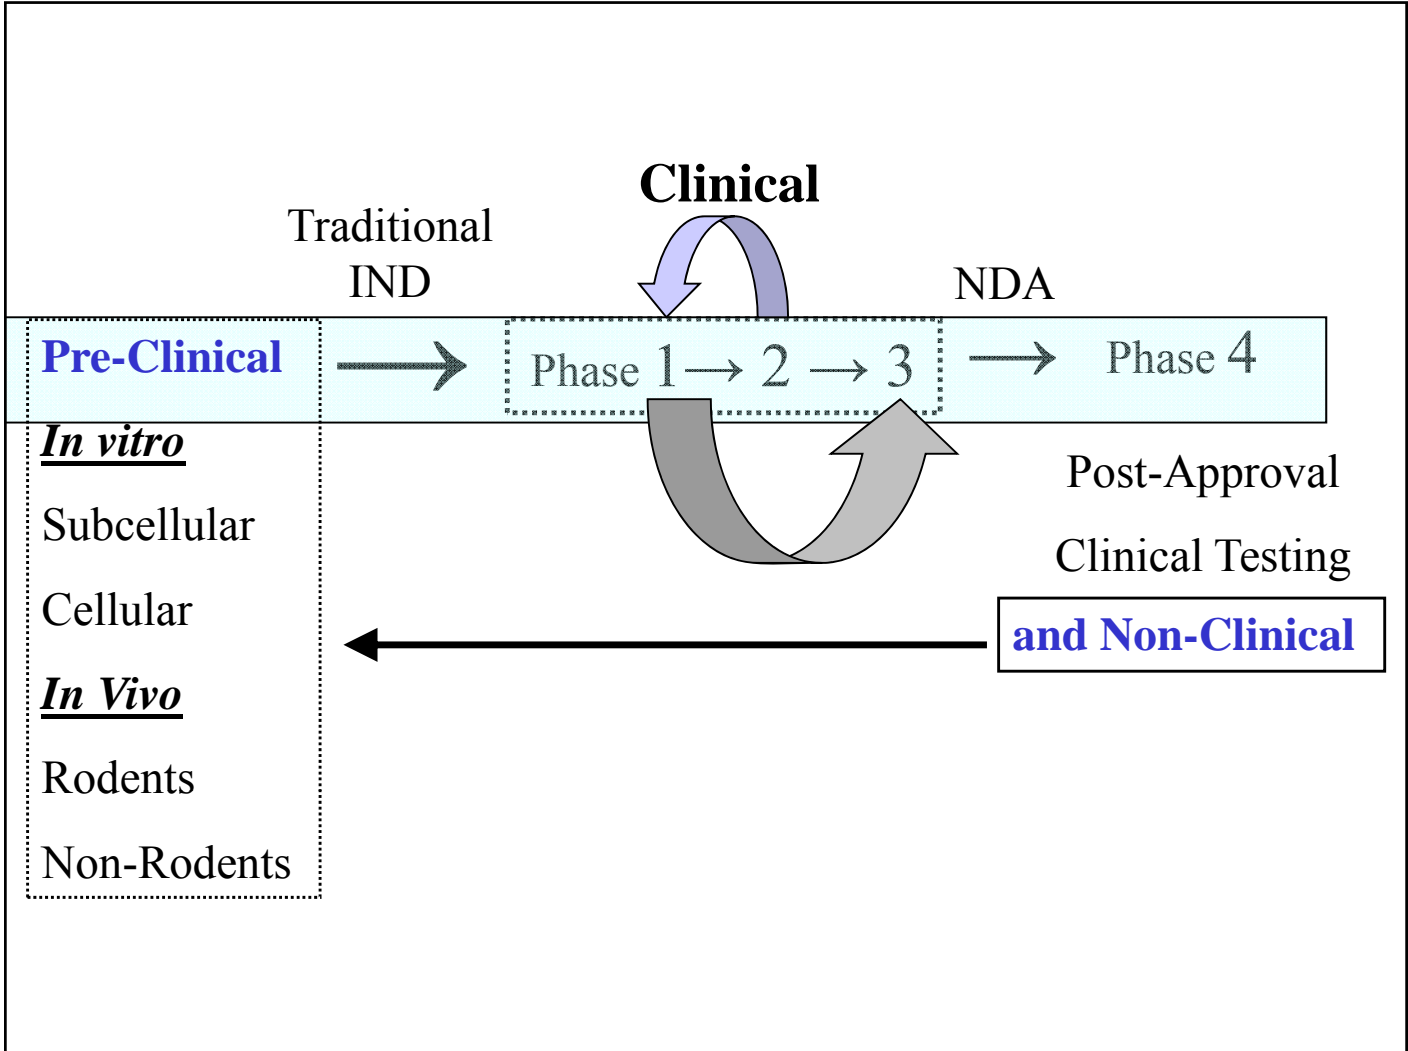 Clinical
Traditional
IND
NDA
Pre-Clinical
Phase 1→ 2 → 3
Phase 4
In vitro
Subcellular
Cellular
In Vivo
Rodents
Non-Rodents
Post-Approval
Clinical Testing
and Non-Clinical